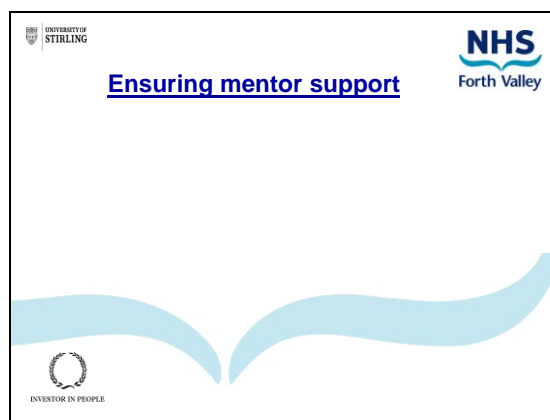 UNIVERSITY OF
STIRLING
NHS
Forth Valley
Ensuring mentor support
INVESTOR IN PEOPLE